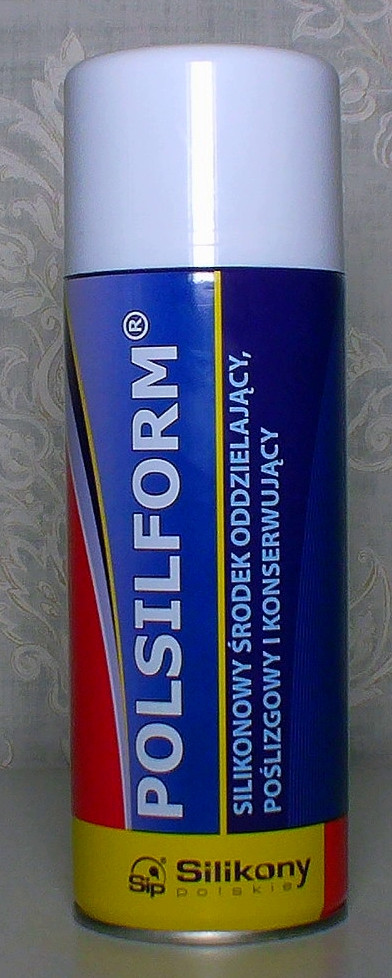 POLSILFORM®
SILIKONOWY ŚRODEK ODDZIELAJĄCY,
POŚLIZGOWY I KONSERWUJĄCY
Sip®
Silikony
polskie